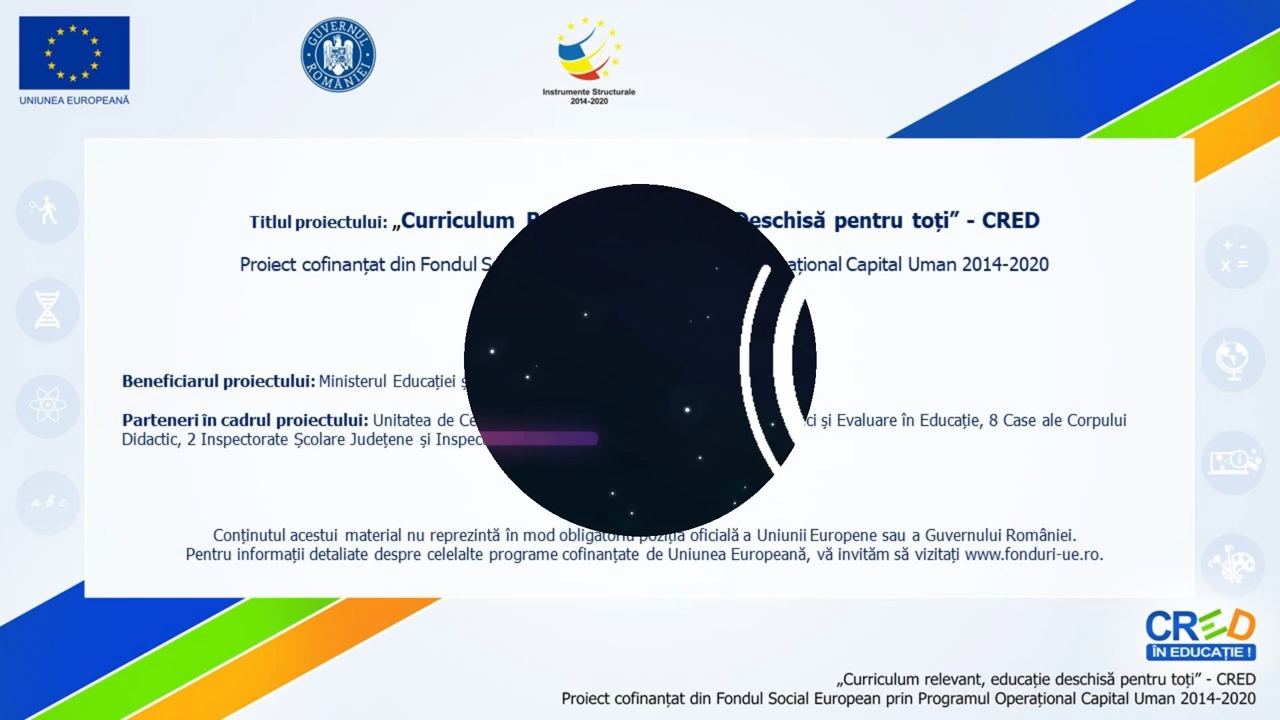 UNIUNEA EUROPEANĂ
GUVERNUL ROMÂNIEI
Instrumente Structurale
2014-2020
Titlul proiectului: „Curriculum Deschisă pentru toți” - CRED
Proiect cofinanțat din Fondul Capital Uman 2014-2020
Beneficiarul proiectului: Ministerul Educației
Parteneri în cadrul proiectului: Unitatea de și Evaluare în Educație, 8 Case ale Corpului
Didactic, 2 Inspectorate Școlare Județene și
Conținutul acestui material nu reprezintă în mod obligatoriu poziția oficială a Uniunii Europene sau a Guvernului României.
Pentru informații detaliate despre celelalte programe cofinanțate de Uniunea Europeană, vă invităm să vizitați www.fonduri-ue.ro.
+ -
x =
a b c
CRED
ÎN EDUCAȚIE !
„Curriculum relevant, educație deschisă pentru toți” - CRED
Proiect cofinanțat din Fondul Social European prin Programul Operațional Capital Uman 2014-2020